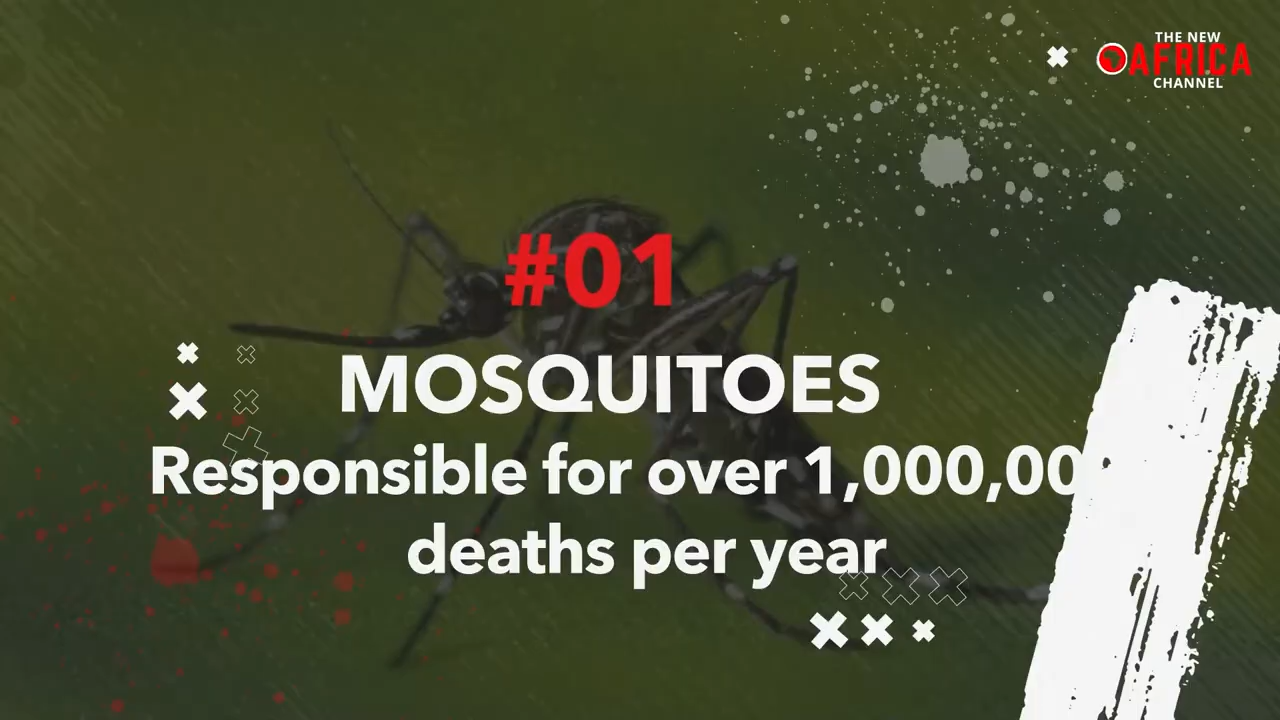 THE NEW
AFRICA
CHANNEL
#01
MOSQUITOES
Responsible for over 1,000,00
deaths per year